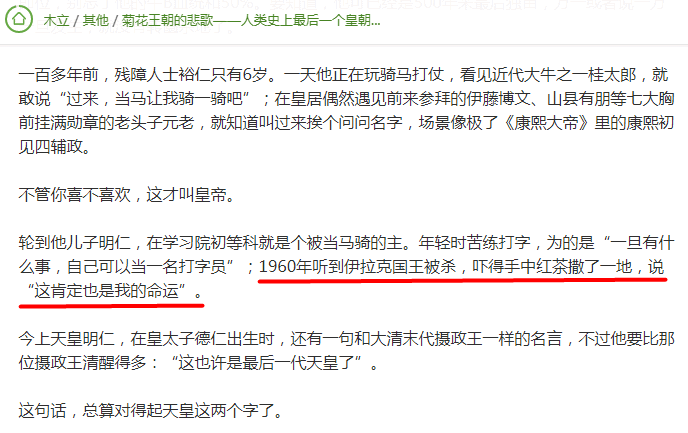 木立 / 其他 / 菊花王朝的悲歌——人类史上最后一个皇朝...
一百多年前，残障人士裕仁只有6岁。一天他正在玩骑马打仗，看见近代大牛之一桂太郎，就
敢说“过来，当马让我骑一骑吧”；在皇居偶然遇见前来参拜的伊藤博文、山县有朋等七大胸
前挂满勋章的老头子元老，就知道叫过来挨个问问名字，场景像极了《康熙大帝》里的康熙初
见四辅政。
不管你喜不喜欢，这才叫皇帝。
轮到他儿子明仁，在学习院初等科就是个被当马骑的主。年轻时苦练打字，为的是“一旦有什
么事，自己可以当一名打字员”；1960年听到伊拉克国王被杀，吓得手中红茶撒了一地，说
“这肯定也是我的命运”。
今上天皇明仁，在皇太子德仁出生时，还有一句和大清末代摄政王一样的名言，不过他要比那
位摄政王清醒得多：“这也许是最后一代天皇了”。
这句话，总算对得起天皇这两个字了。